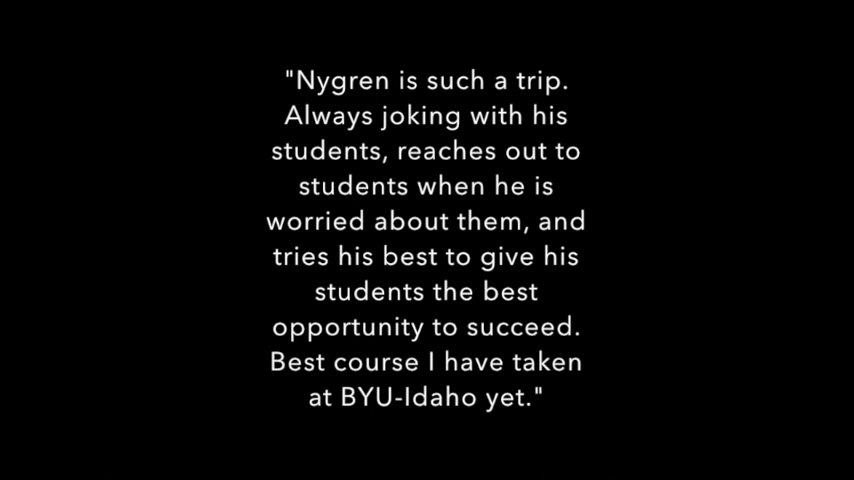 "Nygren is such a trip.
Always joking with his
students, reaches out to
students when he is
worried about them, and
tries his best to give his
students the best
opportunity to succeed.
Best course I have taken
at BYU-Idaho yet."